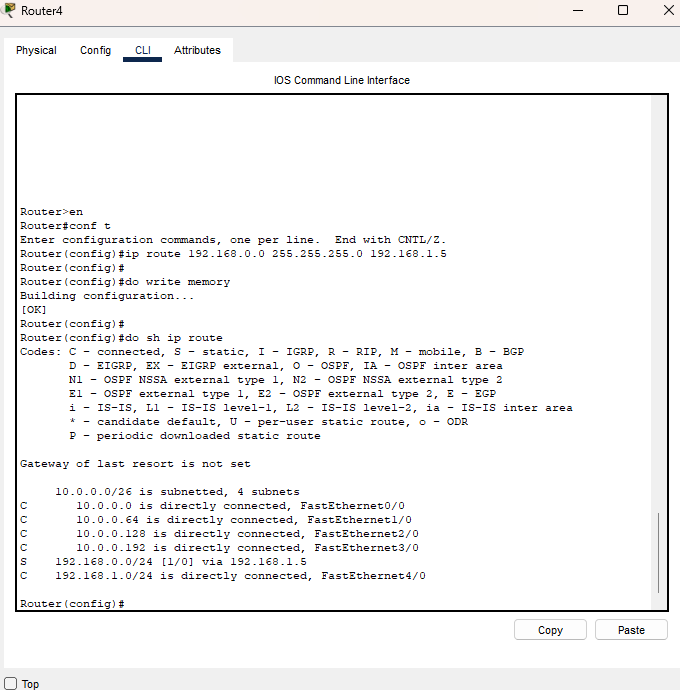 Router4
Physical Config CLI Attributes
IOS Command Line Interface
Router>en
Router#conf t
Enter configuration commands, one per line.  End with CNTL/Z.
Router(config)#ip route 192.168.0.0 255.255.255.0 192.168.1.5
Router(config)#
Router(config)#do write memory
Building configuration...
[OK]
Router(config)#
Router(config)#do sh ip route
Codes: C - connected, S - static, I - IGRP, R - RIP, M - mobile, B - BGP
       D - EIGRP, EX - EIGRP external, O - OSPF, IA - OSPF inter area
       N1 - OSPF NSSA external type 1, N2 - OSPF NSSA external type 2
       E1 - OSPF external type 1, E2 - OSPF external type 2, E - EGP
       i - IS-IS, L1 - IS-IS level-1, L2 - IS-IS level-2, ia - IS-IS inter area
       * - candidate default, U - per-user static route, o - ODR
       P - periodic downloaded static route
Gateway of last resort is not set
     10.0.0.0/26 is subnetted, 4 subnets
C       10.0.0.0 is directly connected, FastEthernet0/0
C       10.0.0.64 is directly connected, FastEthernet1/0
C       10.0.0.128 is directly connected, FastEthernet2/0
C       10.0.0.192 is directly connected, FastEthernet3/0
S    192.168.0.0/24 [1/0] via 192.168.1.5
C    192.168.1.0/24 is directly connected, FastEthernet4/0
Router(config)#
Copy Paste
Top